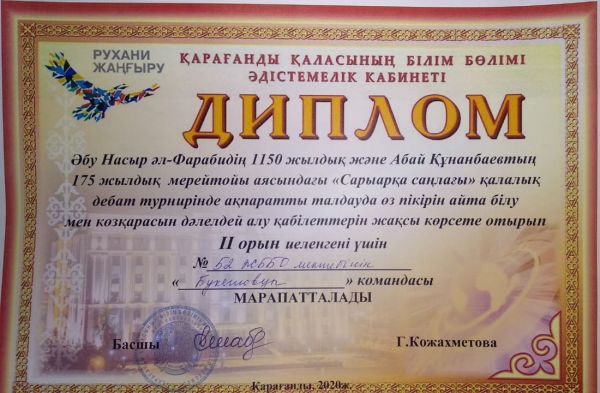 РУХАНИ
ЖАҢҒЫРУ
ҚАРАҒАНДЫ ҚАЛАСЫНЫҢ БІЛІМ БӨЛІМІ
ӘДІСТЕМЕЛІК КАБИНЕТІ
ДИПЛОМ
Әбу Насыр әл-Фарабидің 1150 жылдық және Абай Құнанбаевтың
175 жылдық мерейтойы аясындағы «Сарыарқа саңлағы» қалалық
дебат турнирінде ақпаратты талдауда өз пікірін айта білу
мен көзқарасын дәлелдей алу қабілеттерін жақсы көрсете отырып
II орын иеленгені үшін
№ 52 ЖББО мектебінің
« » командасы
МАРАПАТТАЛАДЫ
Басшы Г.Кожахметова
Қарағанды, 2020ж.